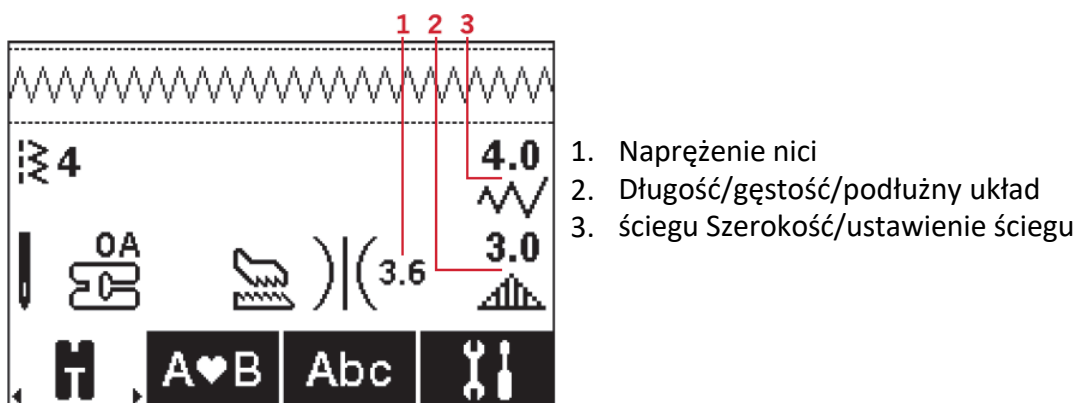 1 2 3
4
4.0
0A
3.6
3.0
T
A♥B
Abc
1. Naprężenie nici
2. Długość/gęstość/podłużny układ
3. ściegu Szerokość/ustawienie ściegu